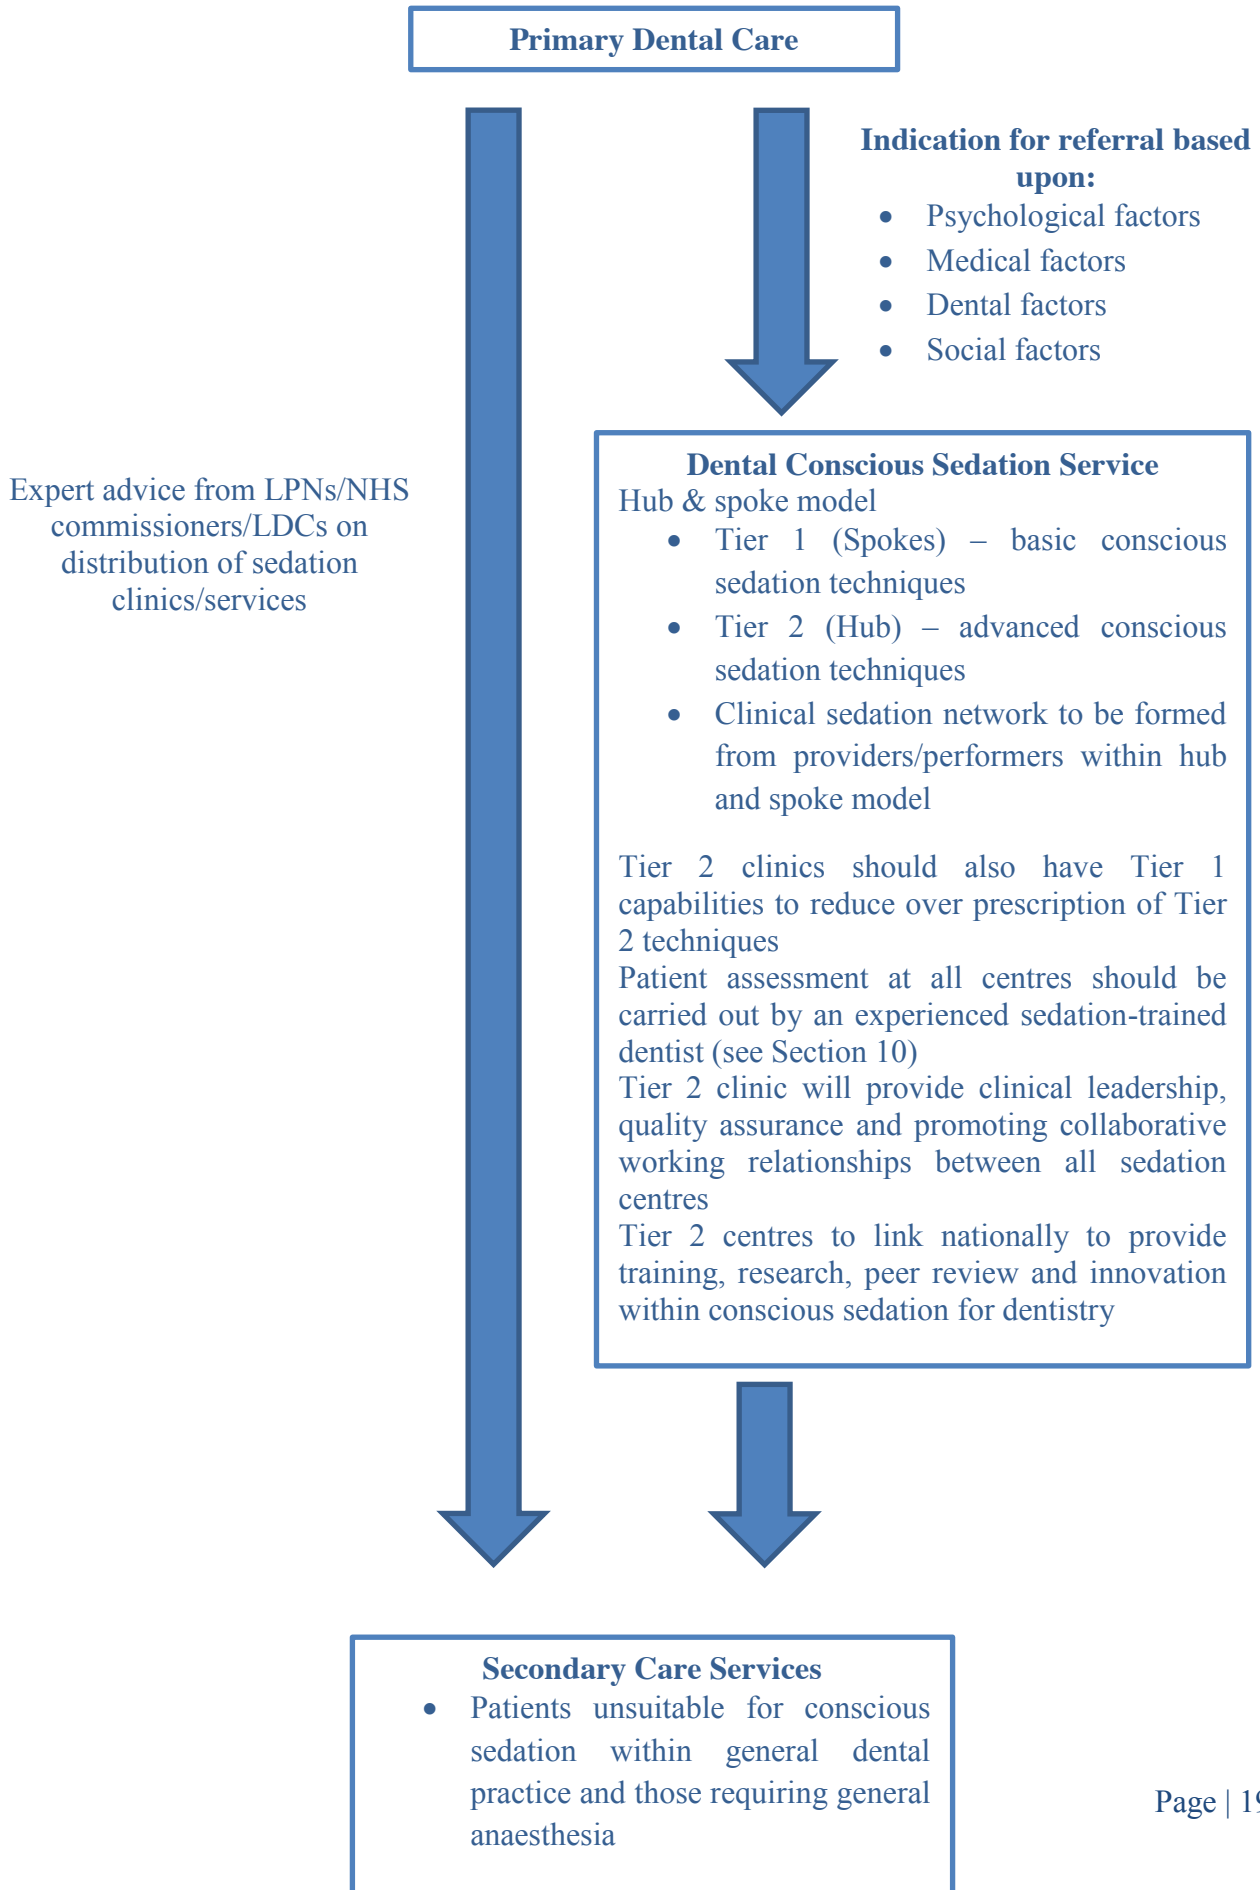 Primary Dental Care
Indication for referral based
upon:
• Psychological factors
• Medical factors
• Dental factors
• Social factors
Expert advice from LPNs/NHS
commissioners/LDCs on
distribution of sedation
clinics/services
Dental Conscious Sedation Service
Hub & spoke model
• Tier 1 (Spokes) – basic conscious
sedation techniques
• Tier 2 (Hub) – advanced conscious
sedation techniques
• Clinical sedation network to be formed
from providers/performers within hub
and spoke model
Tier 2 clinics should also have Tier 1
capabilities to reduce over prescription of Tier
2 techniques
Patient assessment at all centres should be
carried out by an experienced sedation-trained
dentist (see Section 10)
Tier 2 clinic will provide clinical leadership,
quality assurance and promoting collaborative
working relationships between all sedation
centres
Tier 2 centres to link nationally to provide
training, research, peer review and innovation
within conscious sedation for dentistry
Secondary Care Services
• Patients unsuitable for conscious
sedation within general dental
practice and those requiring general
anaesthesia
Page | 19